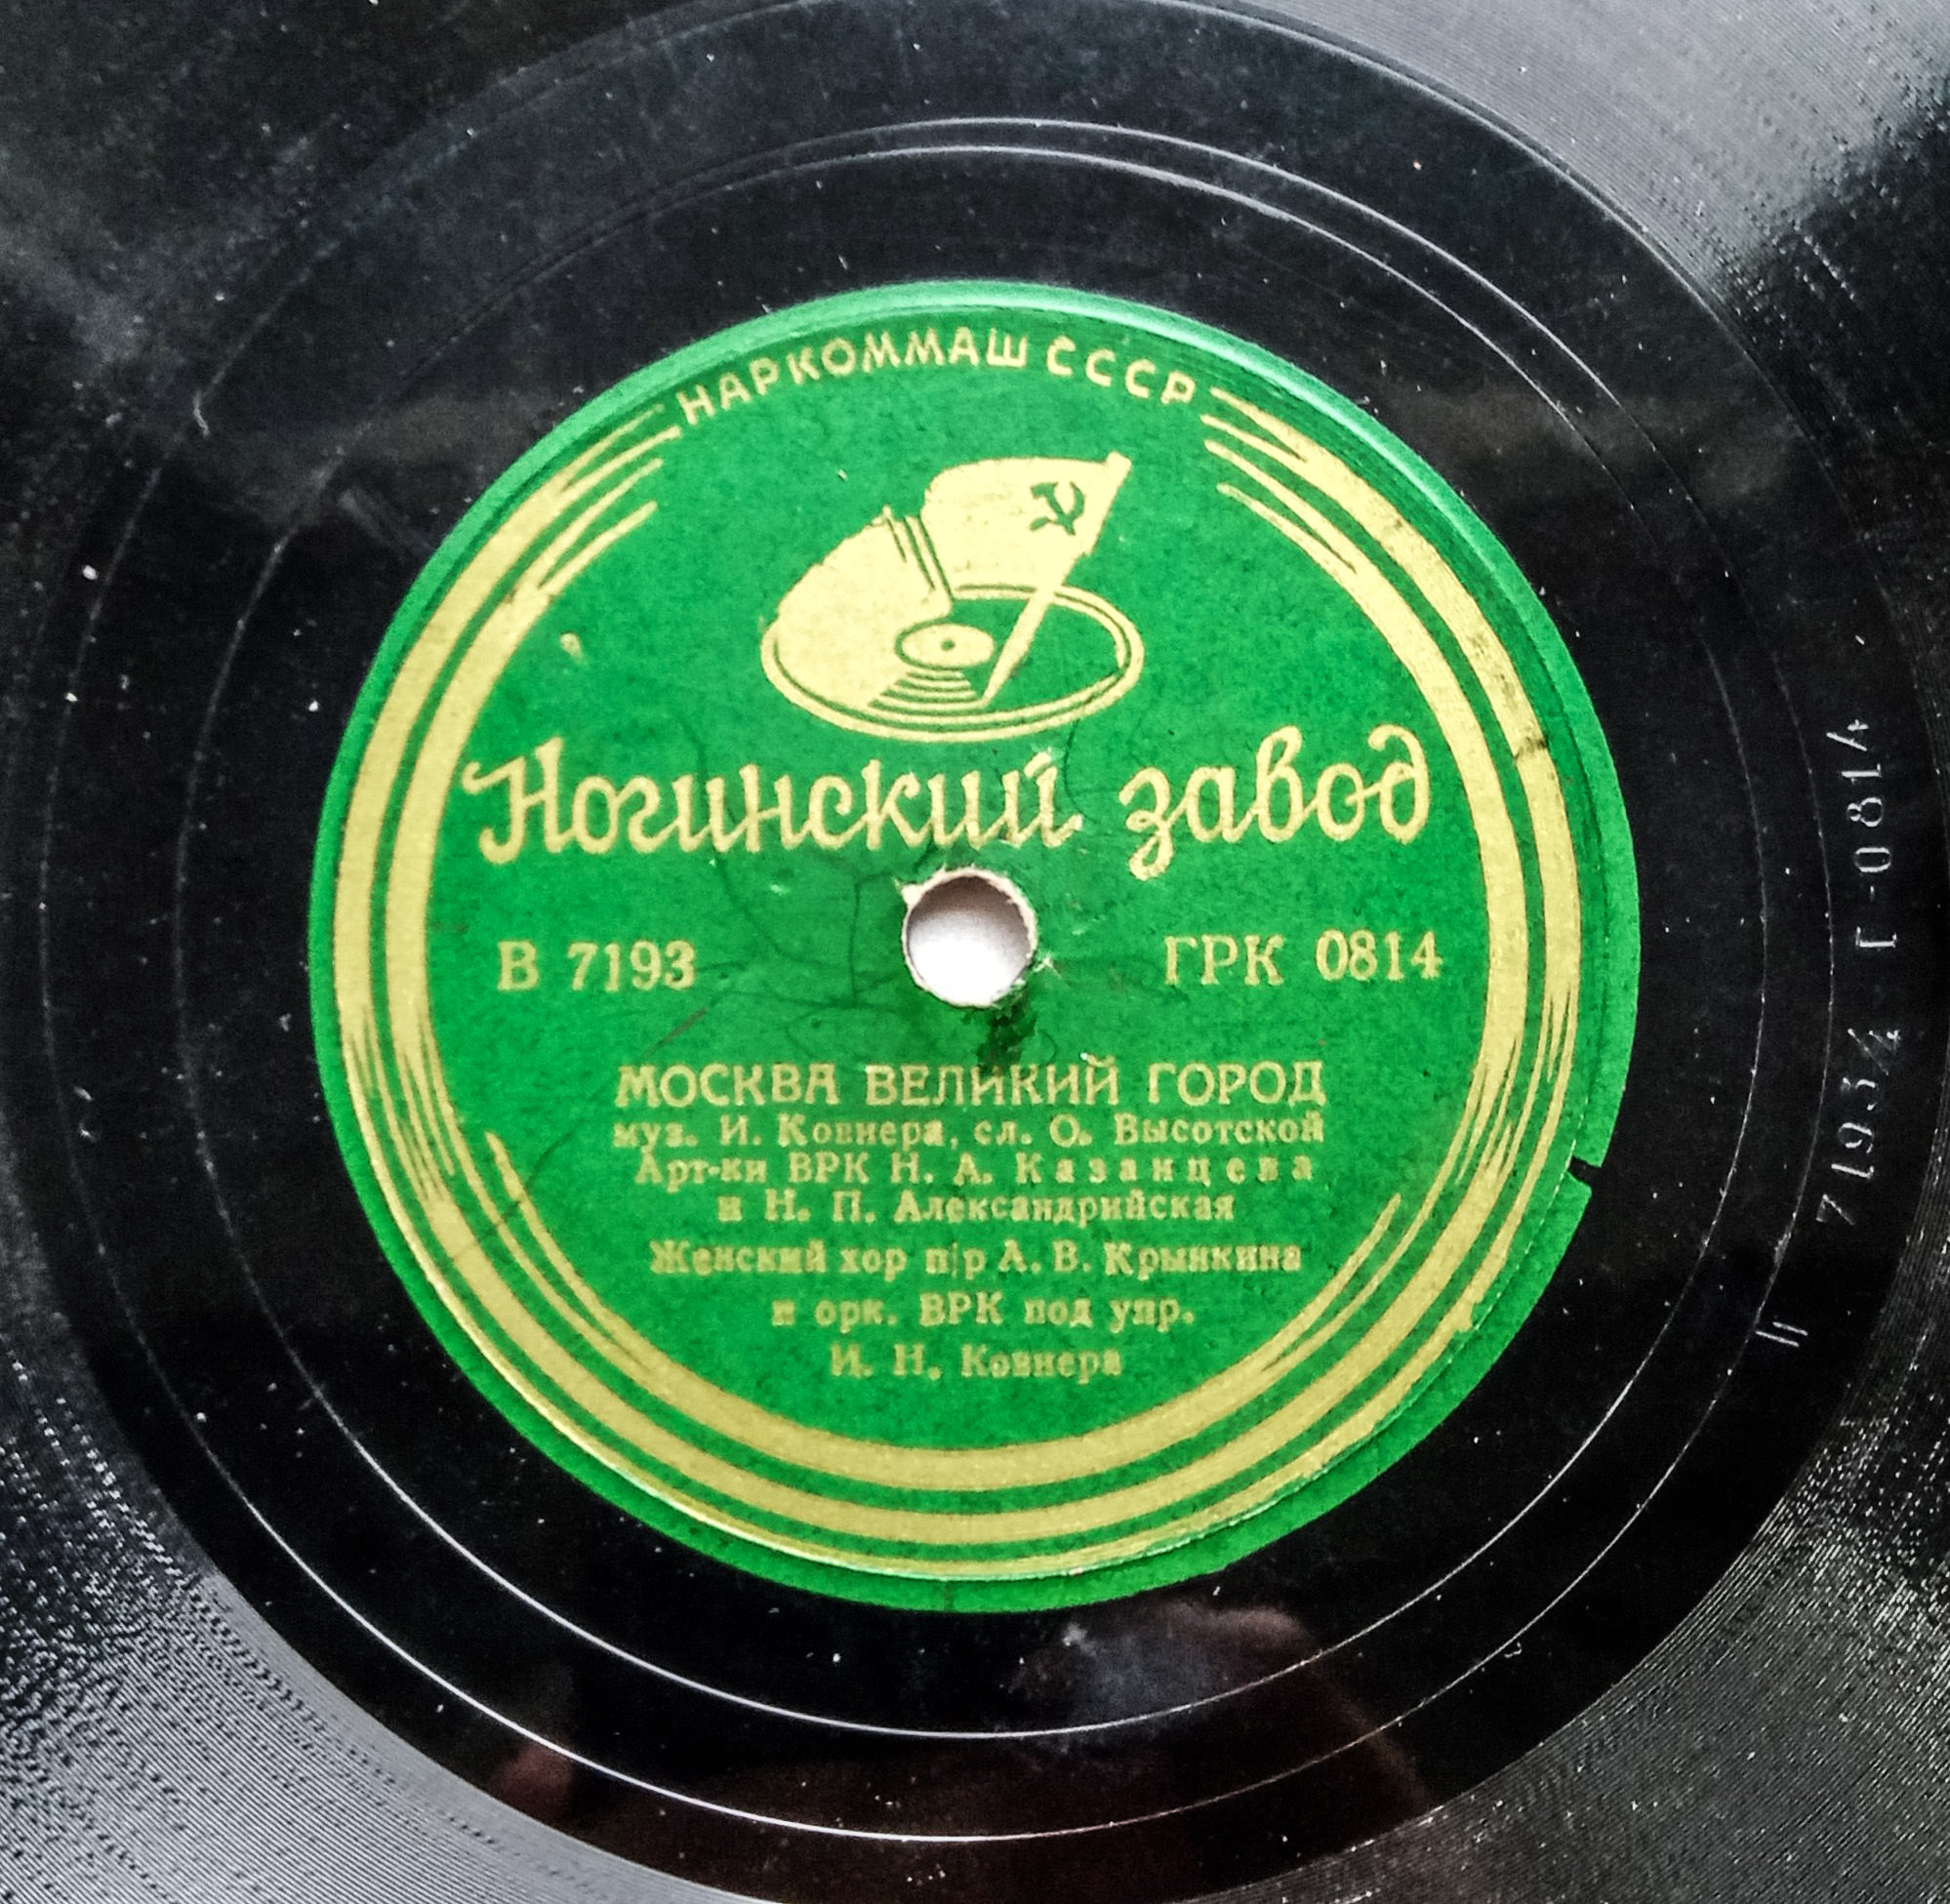 НАРКОММАШ СССР
Ногинский завод
В 7193 ГРК 0814
МОСКВА ВЕЛИКИЙ ГОРОД
муз. И. Ковнера, сл. О. Высотской
Арт-ки ВРК Н. А. Казанцева
и Н. П. Александрийская
Женский хор п/р А. В. Крынкина
и орк. ВРК под упр.
И. Н. Ковнера
7193/4 Г-0814